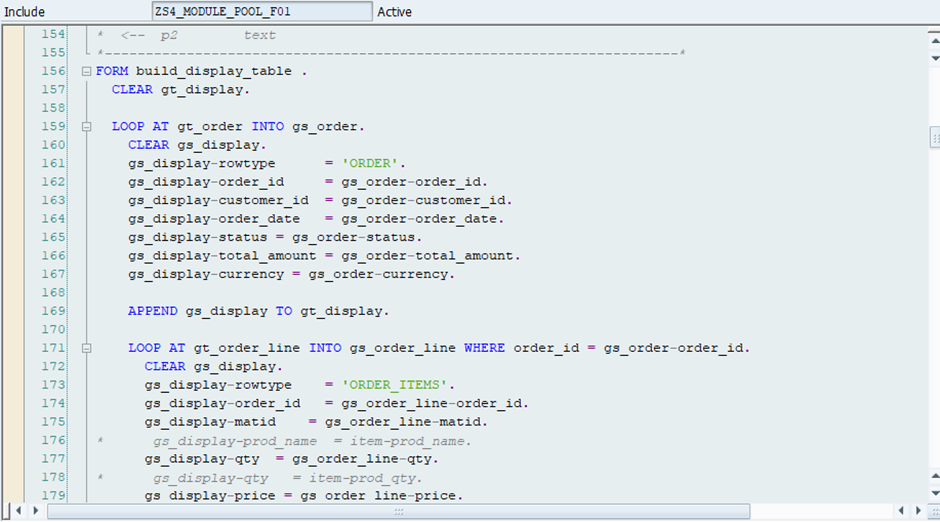 Include ZS4_MODULE_POOL_F01 Active
154 * <-- p2 text
155 *----------------------------------------------------------------------*
156 FORM build_display_table .
157 CLEAR gt_display.
158
159 LOOP AT gt_order INTO gs_order.
160 CLEAR gs_display.
161 gs_display-rowtype = 'ORDER'.
162 gs_display-order_id = gs_order-order_id.
163 gs_display-customer_id = gs_order-customer_id.
164 gs_display-order_date = gs_order-order_date.
165 gs_display-status = gs_order-status.
166 gs_display-total_amount = gs_order-total_amount.
167 gs_display-currency = gs_order-currency.
168
169 APPEND gs_display TO gt_display.
170
171 LOOP AT gt_order_line INTO gs_order_line WHERE order_id = gs_order-order_id.
172 CLEAR gs_display.
173 gs_display-rowtype = 'ORDER_ITEMS'.
174 gs_display-order_id = gs_order_line-order_id.
175 gs_display-matid = gs_order_line-matid.
176 * gs_display-prod_name = item-prod_name.
177 gs_display-qty = gs_order_line-qty.
178 * gs_display-qty = item-prod_qty.
179 gs_display-price = gs_order_line-price.